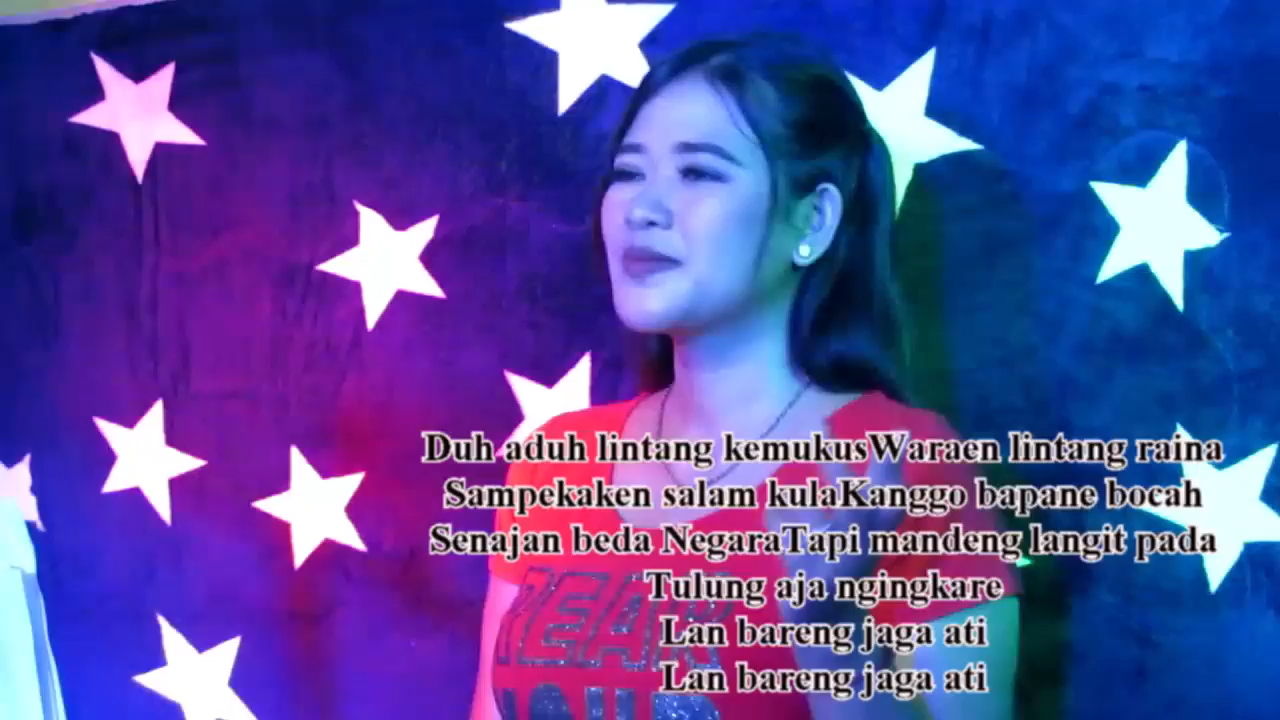 Duh aduh lintang kemukusWaraen lintang raina
Sampekaken salam kulaKanggo bapane bocah
Senajan beda NegaraTapi mandeng langit pada
Tulung aja ngingkare
Lan bareng jaga ati
Lan bareng jaga ati